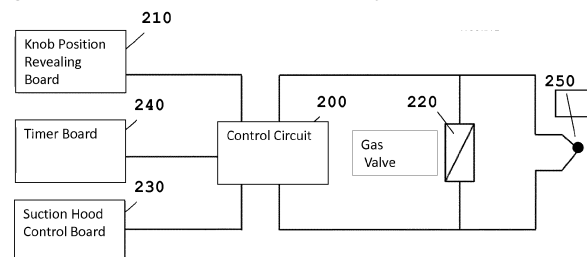 210
Knob Position
Revealing
Board
240
Timer Board
230
Suction Hood
Control Board
200
Control Circuit
220
Gas
Valve
250